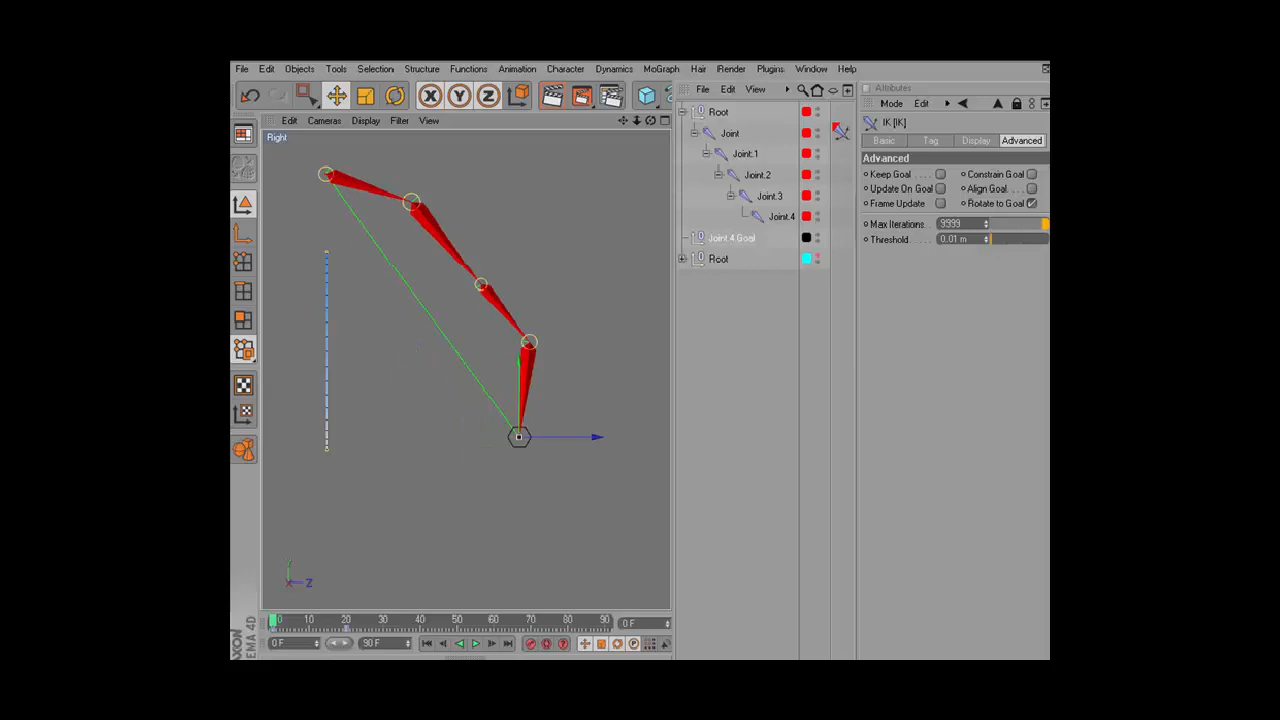 File Edit Objects Tools Selection Structure Functions Animation Character Dynamics MoGraph Hair IRender Plugins Window Help
X Y Z
File Edit View
Attributes
Mode Edit
Edit Cameras Display Filter View
Right
Root
Joint
Joint.1
Joint.2
Joint.3
Joint.4
Joint.4.Goal
Root
IK [IK]
Basic Tag Display Advanced
Advanced
Keep Goal Constrain Goal
Update On Goal Align Goal
Frame Update Rotate to Goal
Max Iterations 9999
Threshold 0.01 m
Y
Z
0 10 20 30 40 50 60 70 80 90 0 F
0 F 90 F
P
AXON
EMA 4D